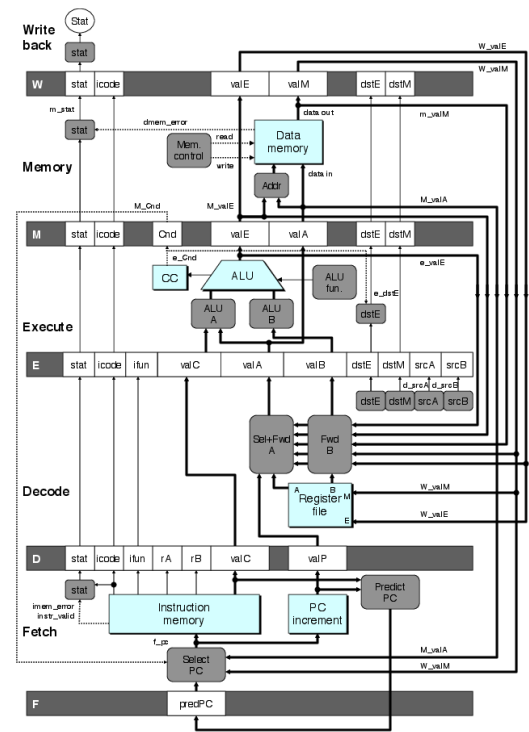 Stat
Write
back
stat
W_valE
W_valM
W stat icode valE valM dstE dstM
m_stat
data out
m_valM
dmem_error
stat
Mem.
control
read
write
Data
memory
data in
Memory
Addr
M_Cnd
M_valE
M_valA
M stat icode Cnd valE valA dstE dstM
e_Cnd
e_valE
CC
ALU
ALU
fun.
e_dstE
ALU
A
ALU
B
dstE
Execute
E stat icode ifun valC valA valB dstE dstM srcA srcB
d_srcA d_srcB
dstE dstM srcA srcB
Sel+Fwd
A
Fwd
B
Decode
A B
Register
file
M
E
W_valM
W_valE
D stat icode ifun rA rB valC valP
stat
Predict
PC
imem_error
instr_valid
Instruction
memory
PC
increment
Fetch
f_pc
Select
PC
M_valA
W_valM
F predPC